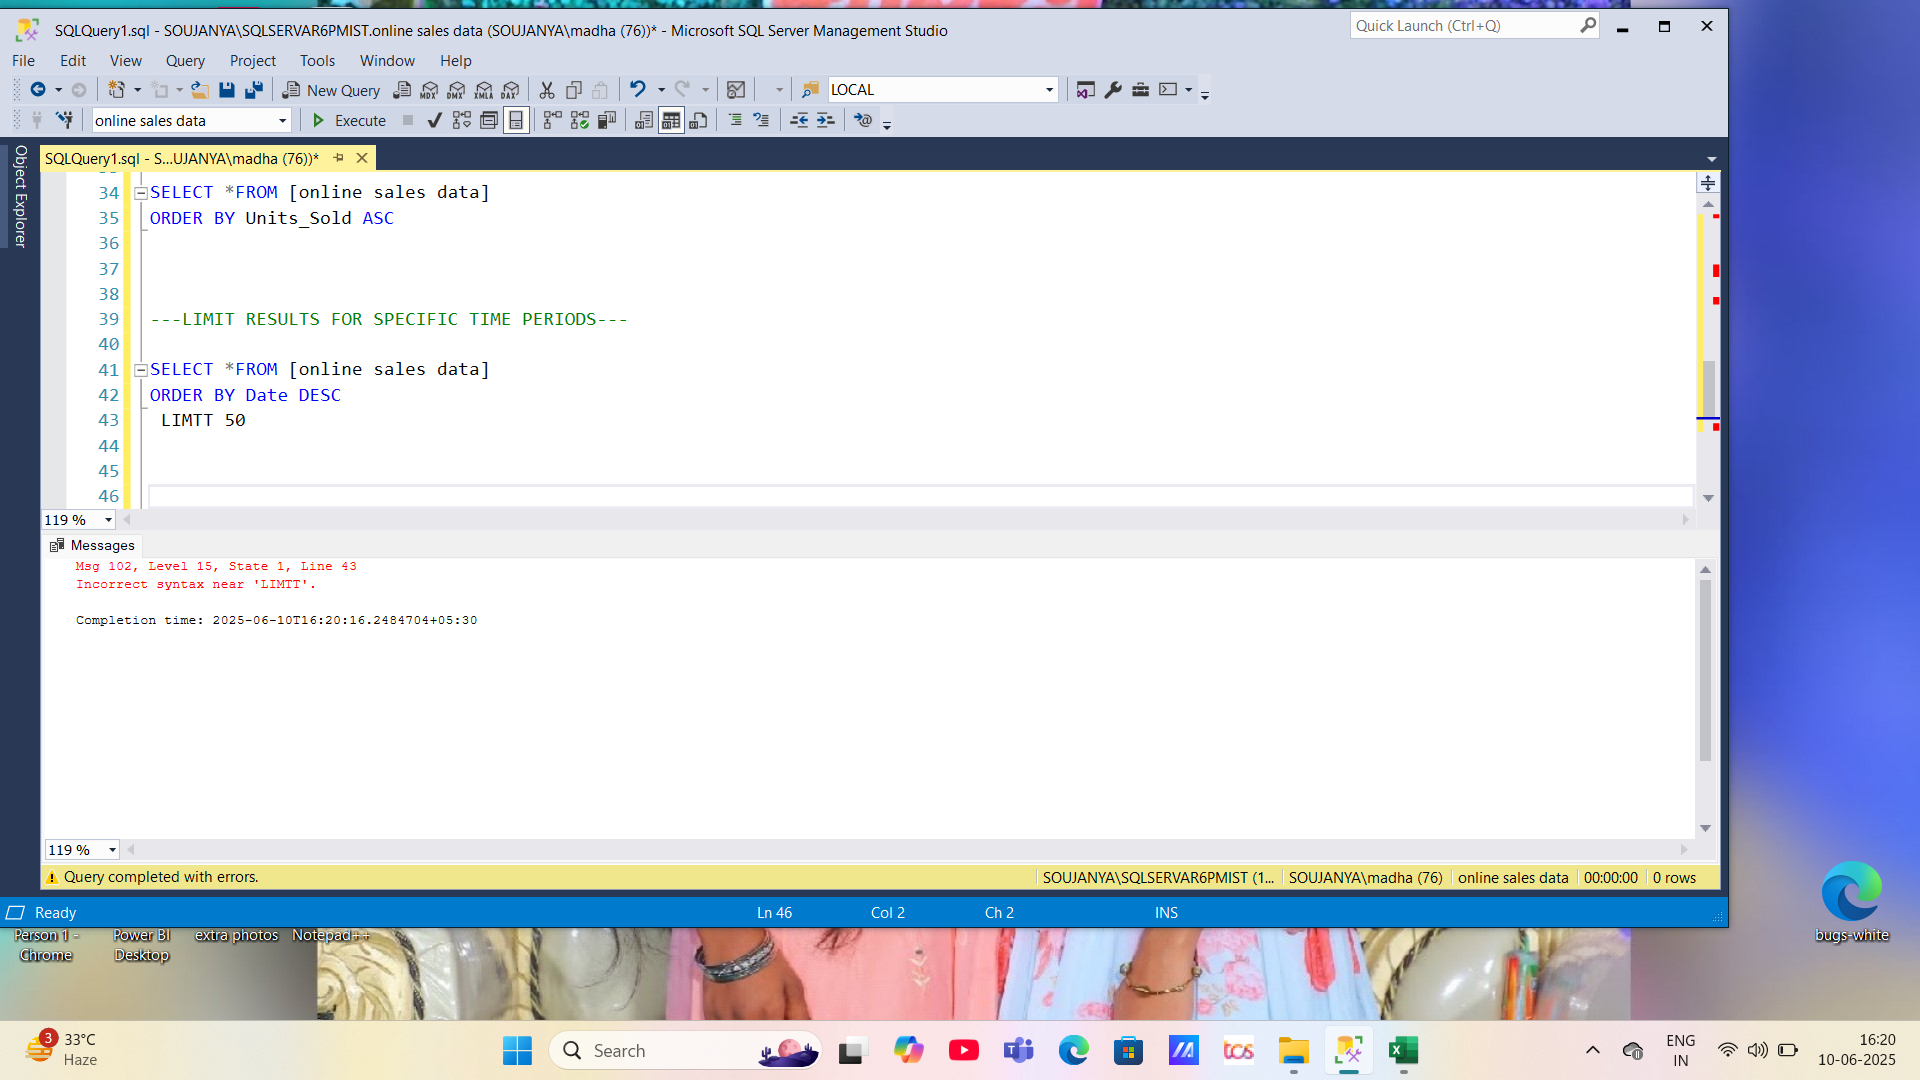 SQLQuery1.sql - SOUJANYA\SQLSERVAR6PMIST.online sales data (SOUJANYA\madha (76))* - Microsoft SQL Server Management Studio
Quick Launch (Ctrl+Q)
File Edit View Query Project Tools Window Help
New Query MDX DMX XMLA DAX LOCAL
online sales data Execute
Object Explorer
SQLQuery1.sql - S...UJANYA\madha (76))*
34 SELECT *FROM [online sales data]
35 ORDER BY Units_Sold ASC
36
37
38
39 ---LIMIT RESULTS FOR SPECIFIC TIME PERIODS---
40
41 SELECT *FROM [online sales data]
42 ORDER BY Date DESC
43 LIMTT 50
44
45
46
119 %
Messages
Msg 102, Level 15, State 1, Line 43
Incorrect syntax near 'LIMTT'.
Completion time: 2025-06-10T16:20:16.2484704+05:30
119 %
Query completed with errors. SOUJANYA\SQLSERVAR6PMIST (1... SOUJANYA\madha (76) online sales data 00:00:00 0 rows
Ready Ln 46 Col 2 Ch 2 INS
Person 1 - Chrome
Power BI Desktop
extra photos
Notepad++
bugs-white
3 33°C
Haze
Search
tcs
ENG
IN
16:20
10-06-2025